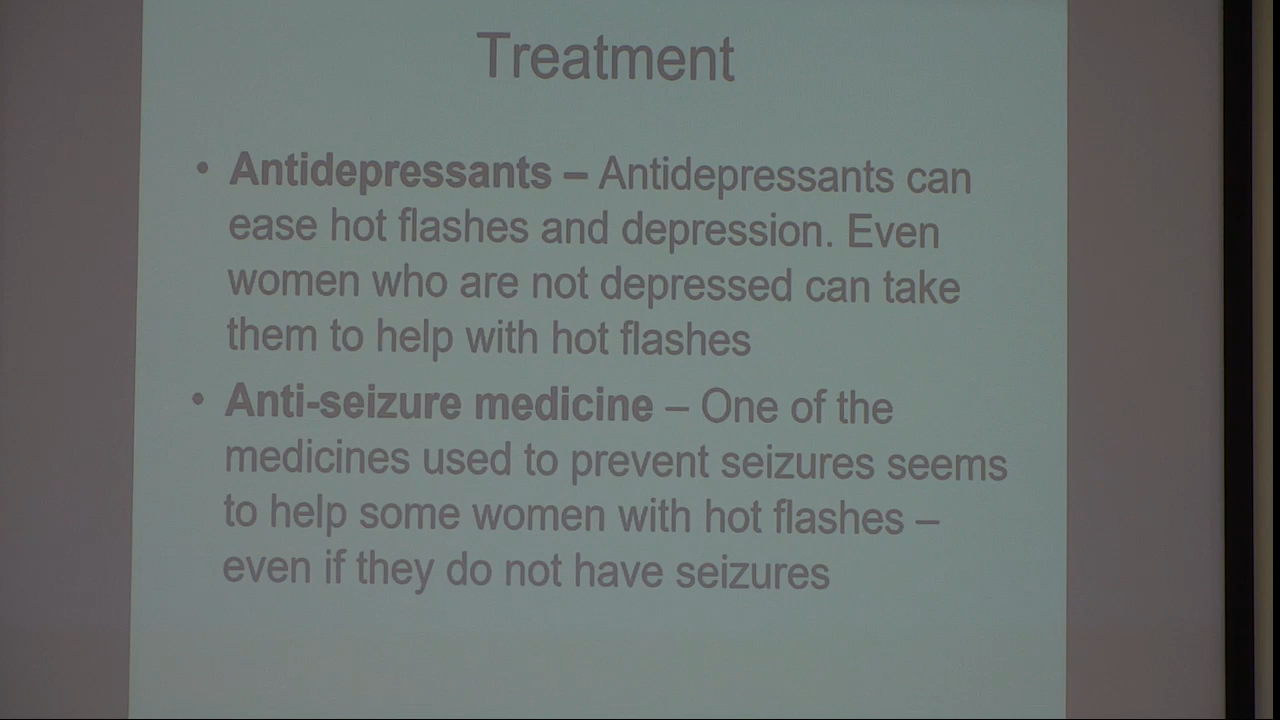 Treatment
• Antidepressants – Antidepressants can
ease hot flashes and depression. Even
women who are not depressed can take
them to help with hot flashes
• Anti-seizure medicine – One of the
medicines used to prevent seizures seems
to help some women with hot flashes –
even if they do not have seizures